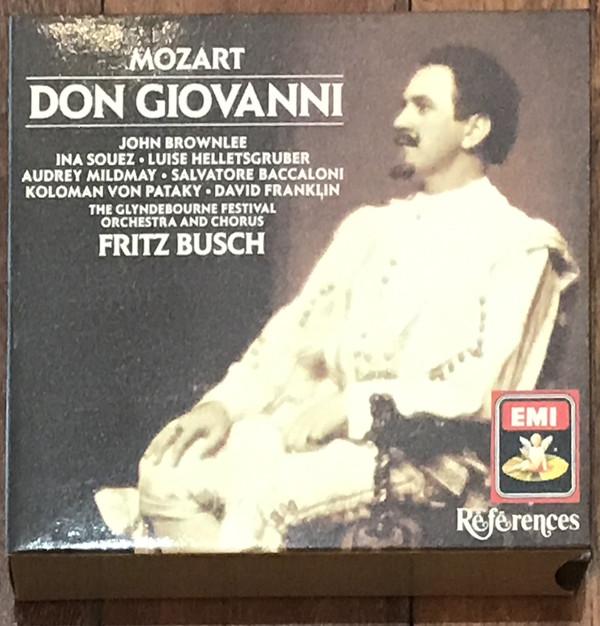 MOZART
DON GIOVANNI
JOHN BROWNLEE
INA SOUEZ • LUISE HELLETSGRUBER
AUDREY MILDMAY • SALVATORE BACCALONI
KOLOMAN VON PATAKY • DAVID FRANKLIN
THE GLYNDEBOURNE FESTIVAL
ORCHESTRA AND CHORUS
FRITZ BUSCH
EMI
Références